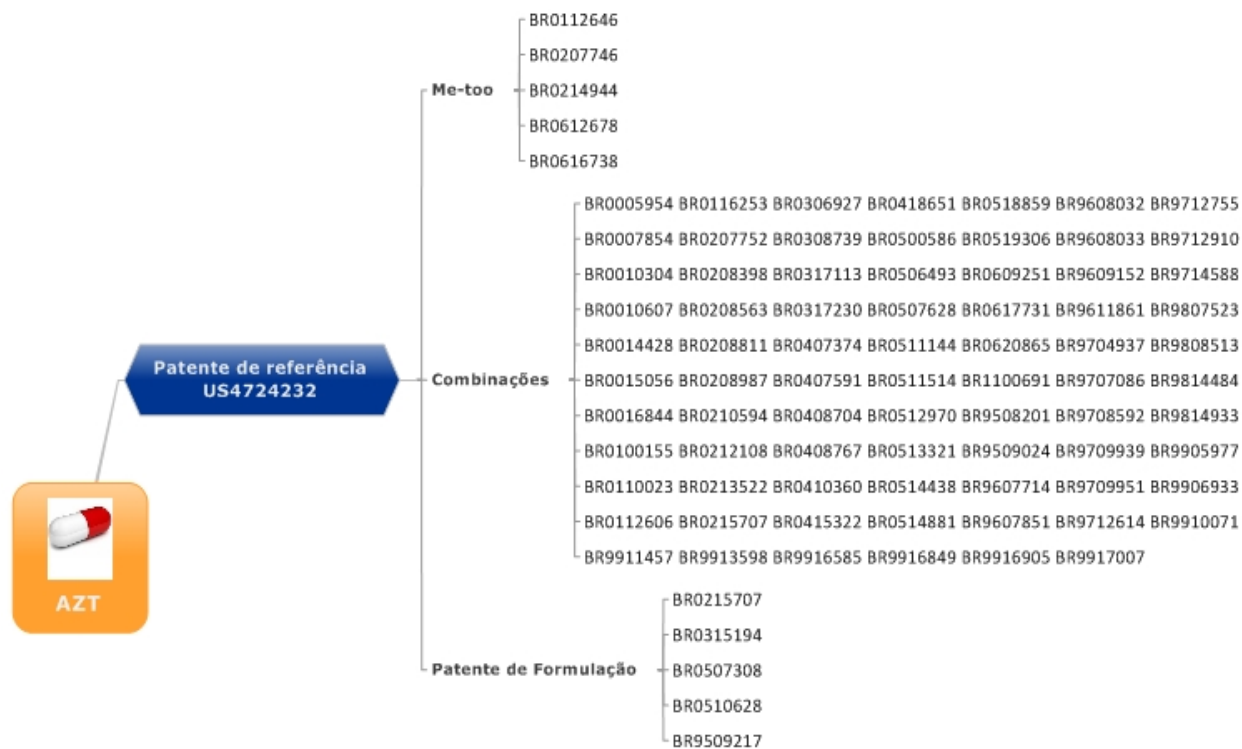 BR0112646
BR0207746
Me-too
BR0214944
BR0612678
BR0616738
BR0005954 BR0116253 BR0306927 BR0418651 BR0518859 BR9608032 BR9712755
BR0007854 BR0207752 BR0308739 BR0500586 BR0519306 BR9608033 BR9712910
BR0010304 BR0208398 BR0317113 BR0506493 BR0609251 BR9609152 BR9714588
BR0010607 BR0208563 BR0317230 BR0507628 BR0617731 BR9611861 BR9807523
BR0014428 BR0208811 BR0407374 BR0511144 BR0620865 BR9704937 BR9808513
Patente de referência
US4724232
Combinações
BR0015056 BR0208987 BR0407591 BR0511514 BR1100691 BR9707086 BR9814484
BR0016844 BR0210594 BR0408704 BR0512970 BR9508201 BR9708592 BR9814933
BR0100155 BR0212108 BR0408767 BR0513321 BR9509024 BR9709939 BR9905977
BR0110023 BR0213522 BR0410360 BR0514438 BR9607714 BR9709951 BR9906933
BR0112606 BR0215707 BR0415322 BR0514881 BR9607851 BR9712614 BR9910071
BR9911457 BR9913598 BR9916585 BR9916849 BR9916905 BR9917007
AZT
BR0215707
BR0315194
Patente de Formulação
BR0507308
BR0510628
BR9509217